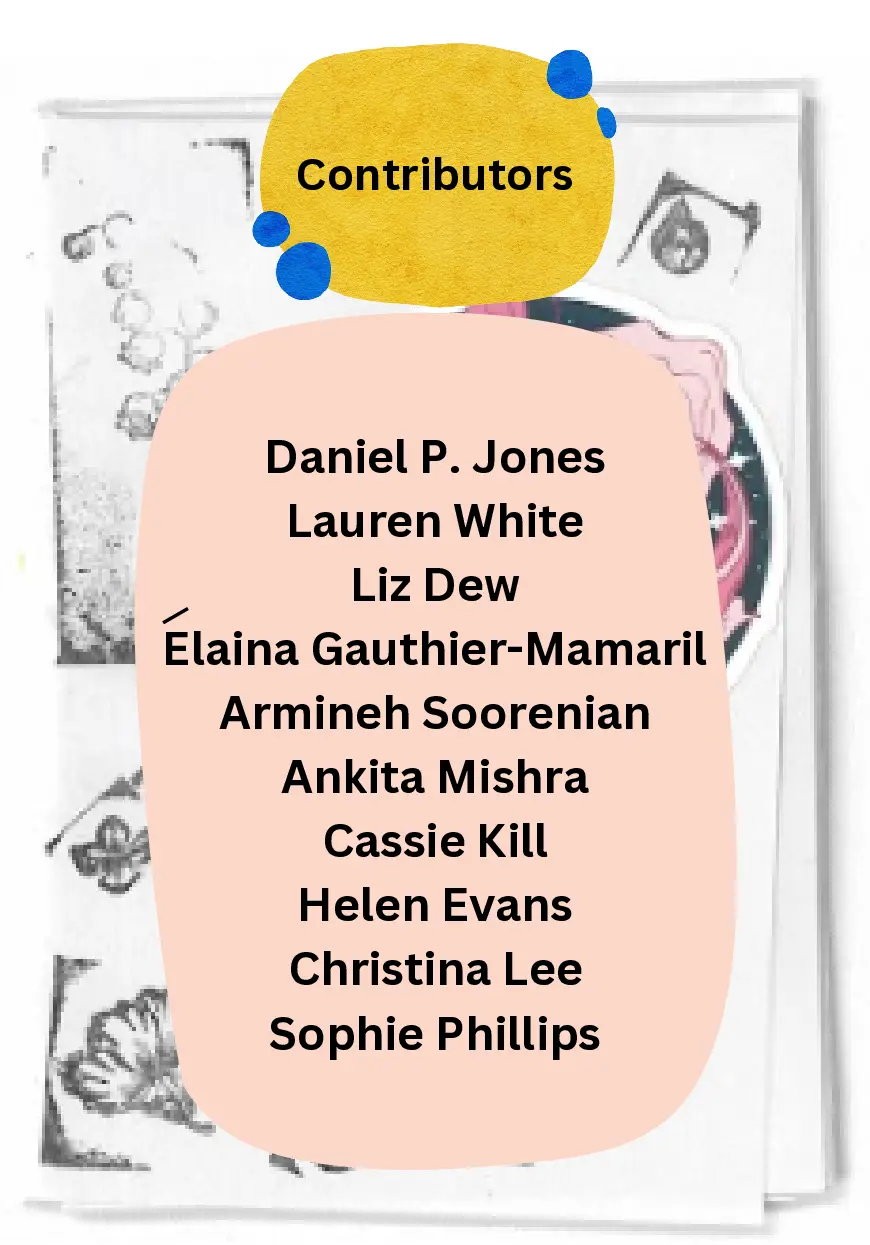 Contributors
Daniel P. Jones
Lauren White
Liz Dew
Élaina Gauthier-Mamaril
Armineh Soorenian
Ankita Mishra
Cassie Kill
Helen Evans
Christina Lee
Sophie Phillips